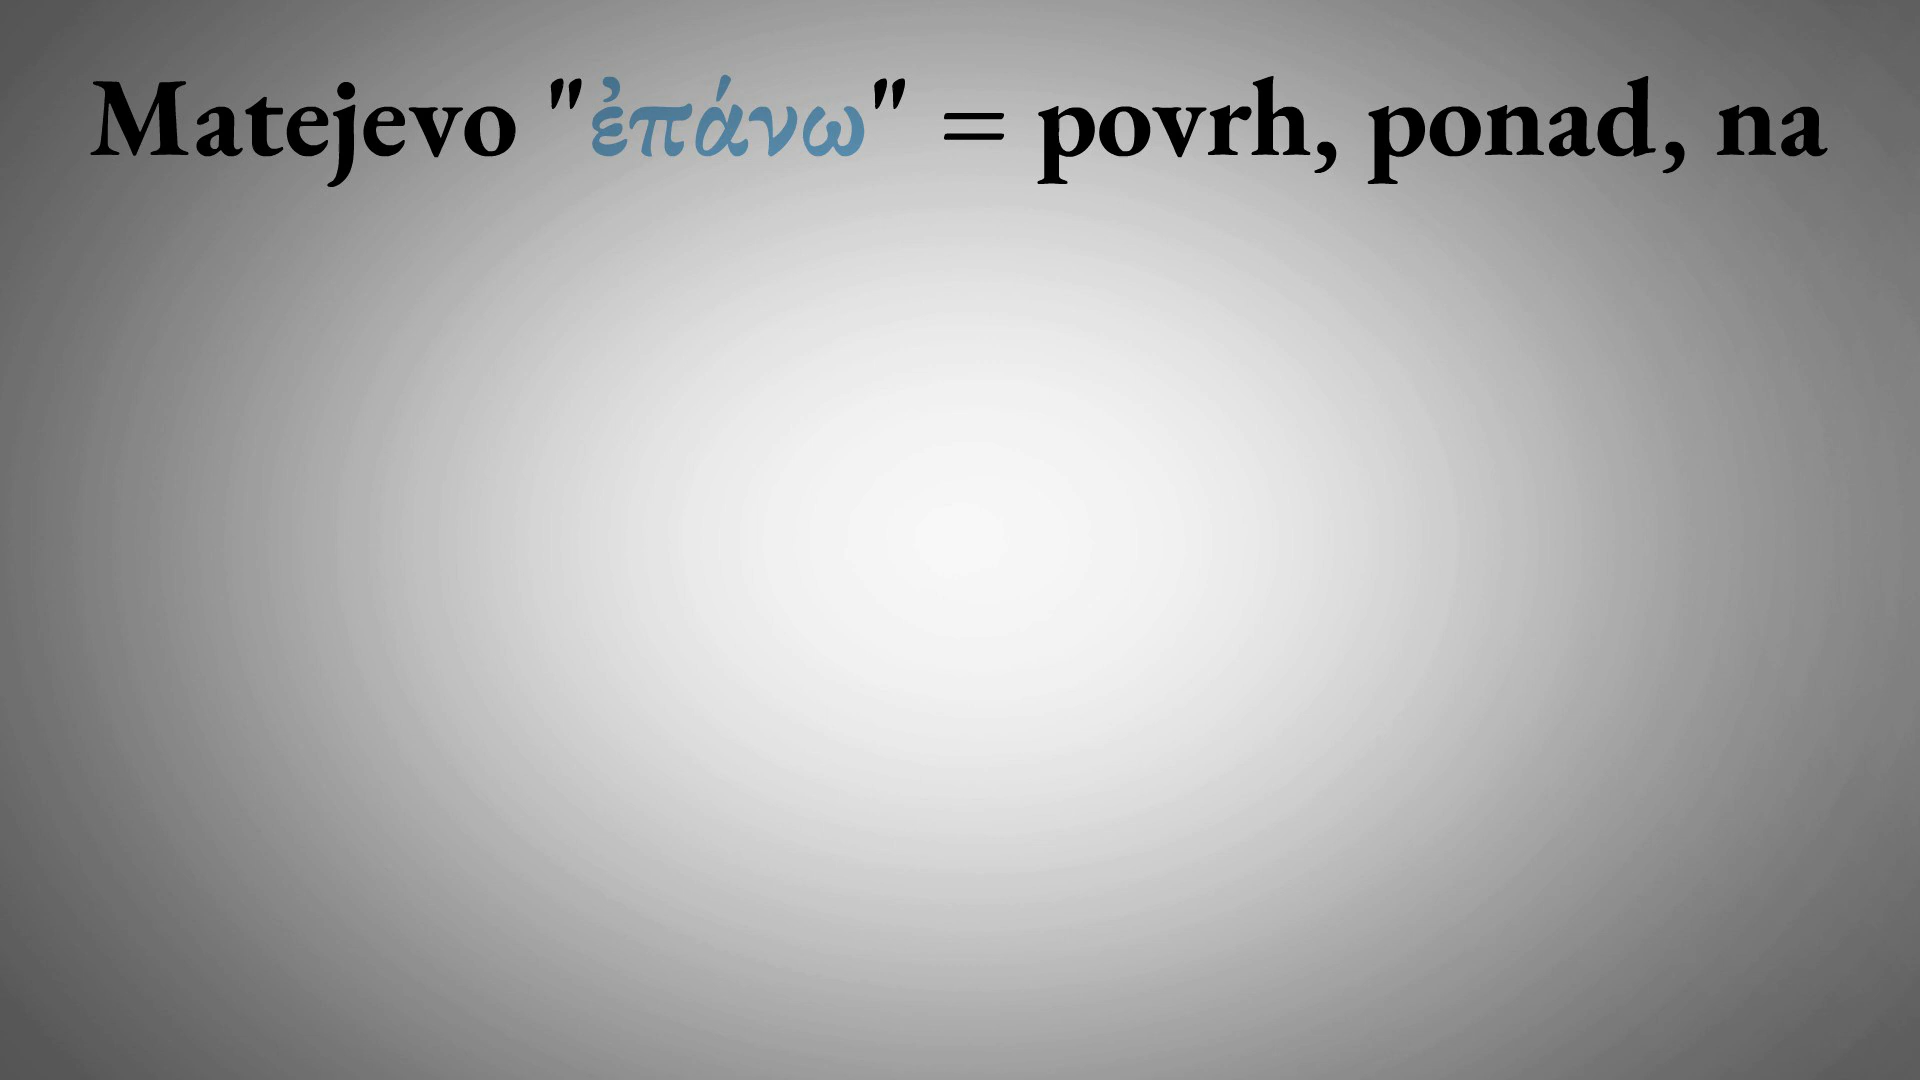 Matejevo "ἐπάνω" = povrh, ponad, na